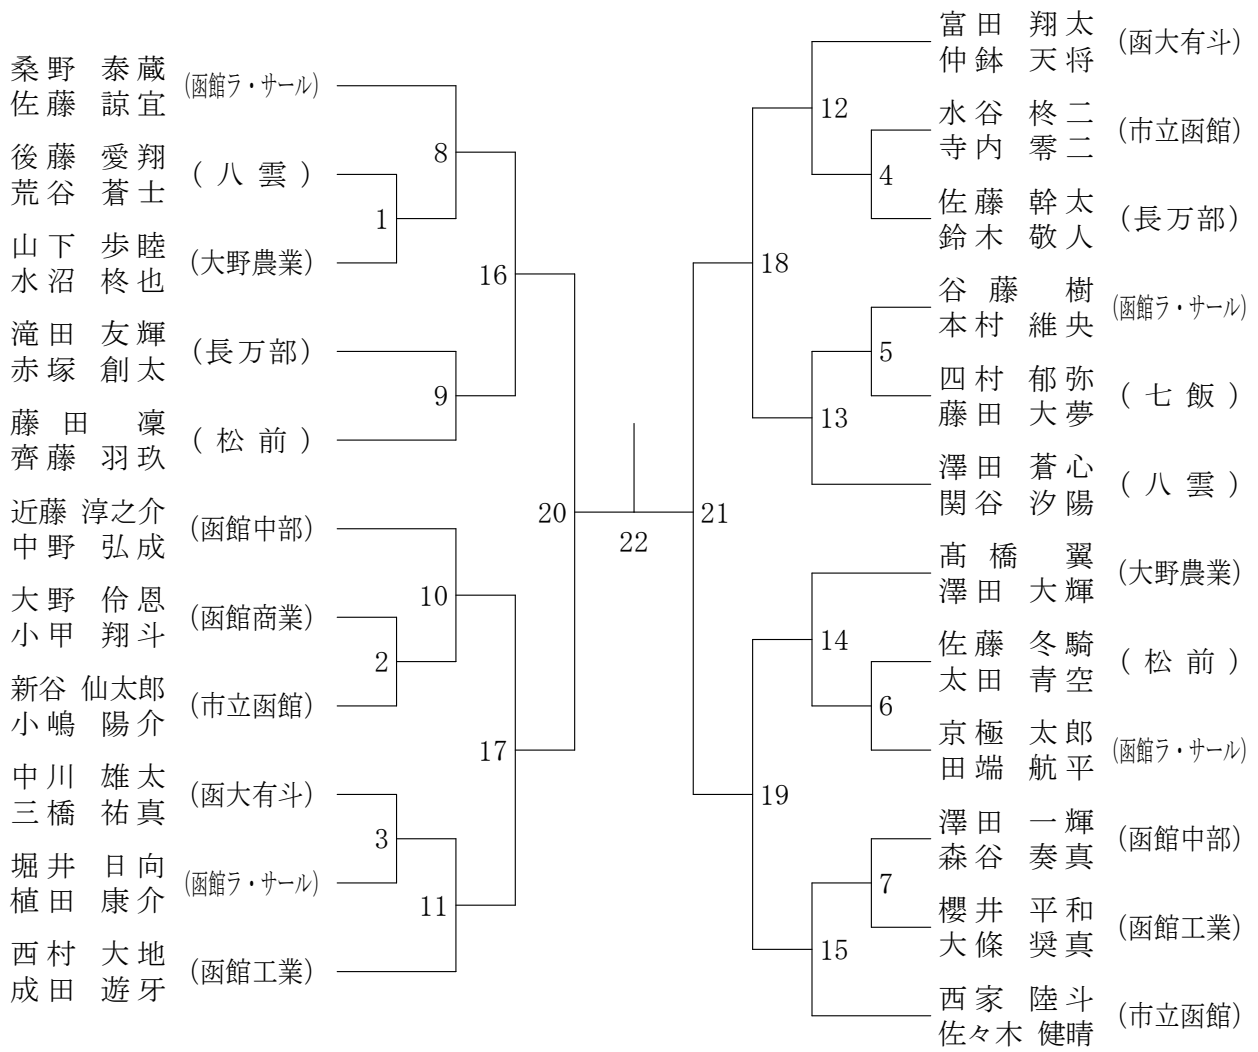 桑野 泰蔵
佐藤 諒宜
(函館ラ・サール)
後藤 愛翔
荒谷 蒼士
(八雲)
山下 歩睦
水沼 柊也
(大野農業)
滝田 友輝
赤塚 創太
(長万部)
藤田 凜
齊藤 羽玖
(松前)
近藤 淳之介
中野 弘成
(函館中部)
大野 伶恩
小甲 翔斗
(函館商業)
新谷 仙太郎
小嶋 陽介
(市立函館)
中川 雄太
三橋 祐真
(函大有斗)
堀井 日向
植田 康介
(函館ラ・サール)
西村 大地
成田 遊牙
(函館工業)
1
2
3
8
9
10
11
16
17
20
22
21
18
19
12
13
14
15
4
5
6
7
富田 翔太
仲鉢 天将
(函大有斗)
水谷 柊二
寺内 零二
(市立函館)
佐藤 幹太
鈴木 敬人
(長万部)
谷藤 樹
本村 維央
(函館ラ・サール)
四村 郁弥
藤田 大夢
(七飯)
澤田 蒼心
関谷 汐陽
(八雲)
髙橋 翼
澤田 大輝
(大野農業)
佐藤 冬騎
太田 青空
(松前)
京極 太郎
田端 航平
(函館ラ・サール)
澤田 一輝
森谷 奏真
(函館中部)
櫻井 平和
大條 奨真
(函館工業)
西家 陸斗
佐々木 健晴
(市立函館)